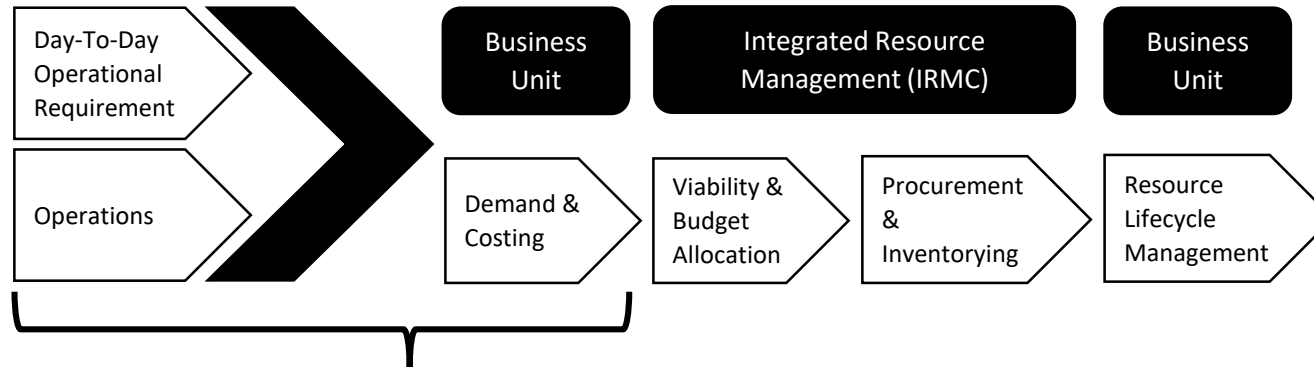 Day-To-Day
Operational
Requirement
Operations
Business
Unit
Integrated Resource
Management (IRMC)
Business
Unit
Demand &
Costing
Viability &
Budget
Allocation
Procurement
&
Inventorying
Resource
Lifecycle
Management